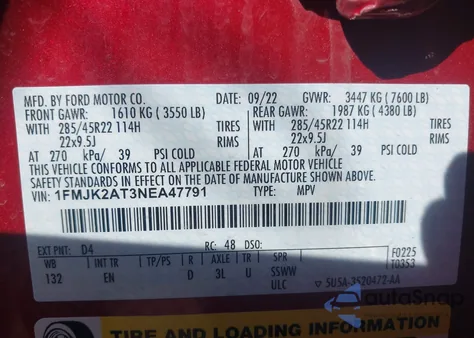 MFD. BY FORD MOTOR CO. DATE: 09/22 GVWR: 3447 KG (7600 LB)
FRONT GAWR: 1610 KG (3550 LB) REAR GAWR: 1987 KG (4380 LB)
WITH 285/45R22 114H TIRES WITH 285/45R22 114H TIRES
22x9.5J RIMS 22x9.5J RIMS
AT 270 kPa/ 39 PSI COLD AT 270 kPa/ 39 PSI COLD
THIS VEHICLE CONFORMS TO ALL APPLICABLE FEDERAL MOTOR VEHICLE
SAFETY STANDARDS IN EFFECT ON THE DATE OF MANUFACTURE SHOWN ABOVE.
VIN: 1FMJK2AT3NEA47791 TYPE: MPV
EXT PNT: D4 RC: 48 DSO: F0225
WB INT TR TP/PS R AXLE TR SPR T0353
132 EN D 3L U SSWW
ULC 5U5A-3520472-AA
AutoSnap
TIRE AND LOADING INFORMATION